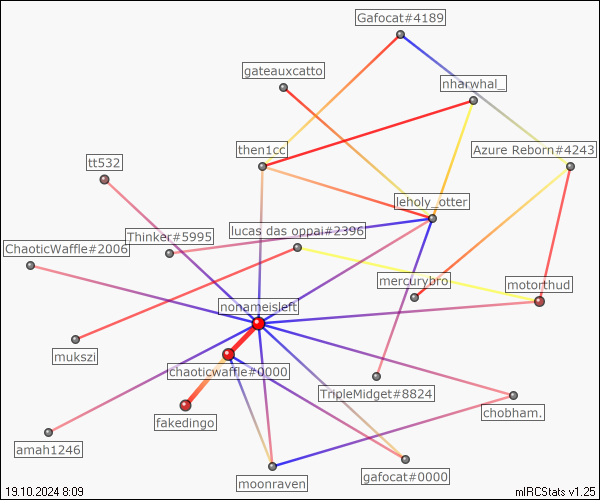 Gafocat#4189
gateauxcatto
nharwhal_
then1cc
Azure Reborn#4243
tt532
leholy_otter
lucas das oppai#2396
Thinker#5995
ChaoticWaffle#2006
mercurybro
motorthud
nonameisleft
mukszi
chaoticwaffle#0000
TripleMidget#8824
chobham.
fakedingo
amah1246
moonraven
gafocat#0000
19.10.2024 8:09
mIRCStats v1.25